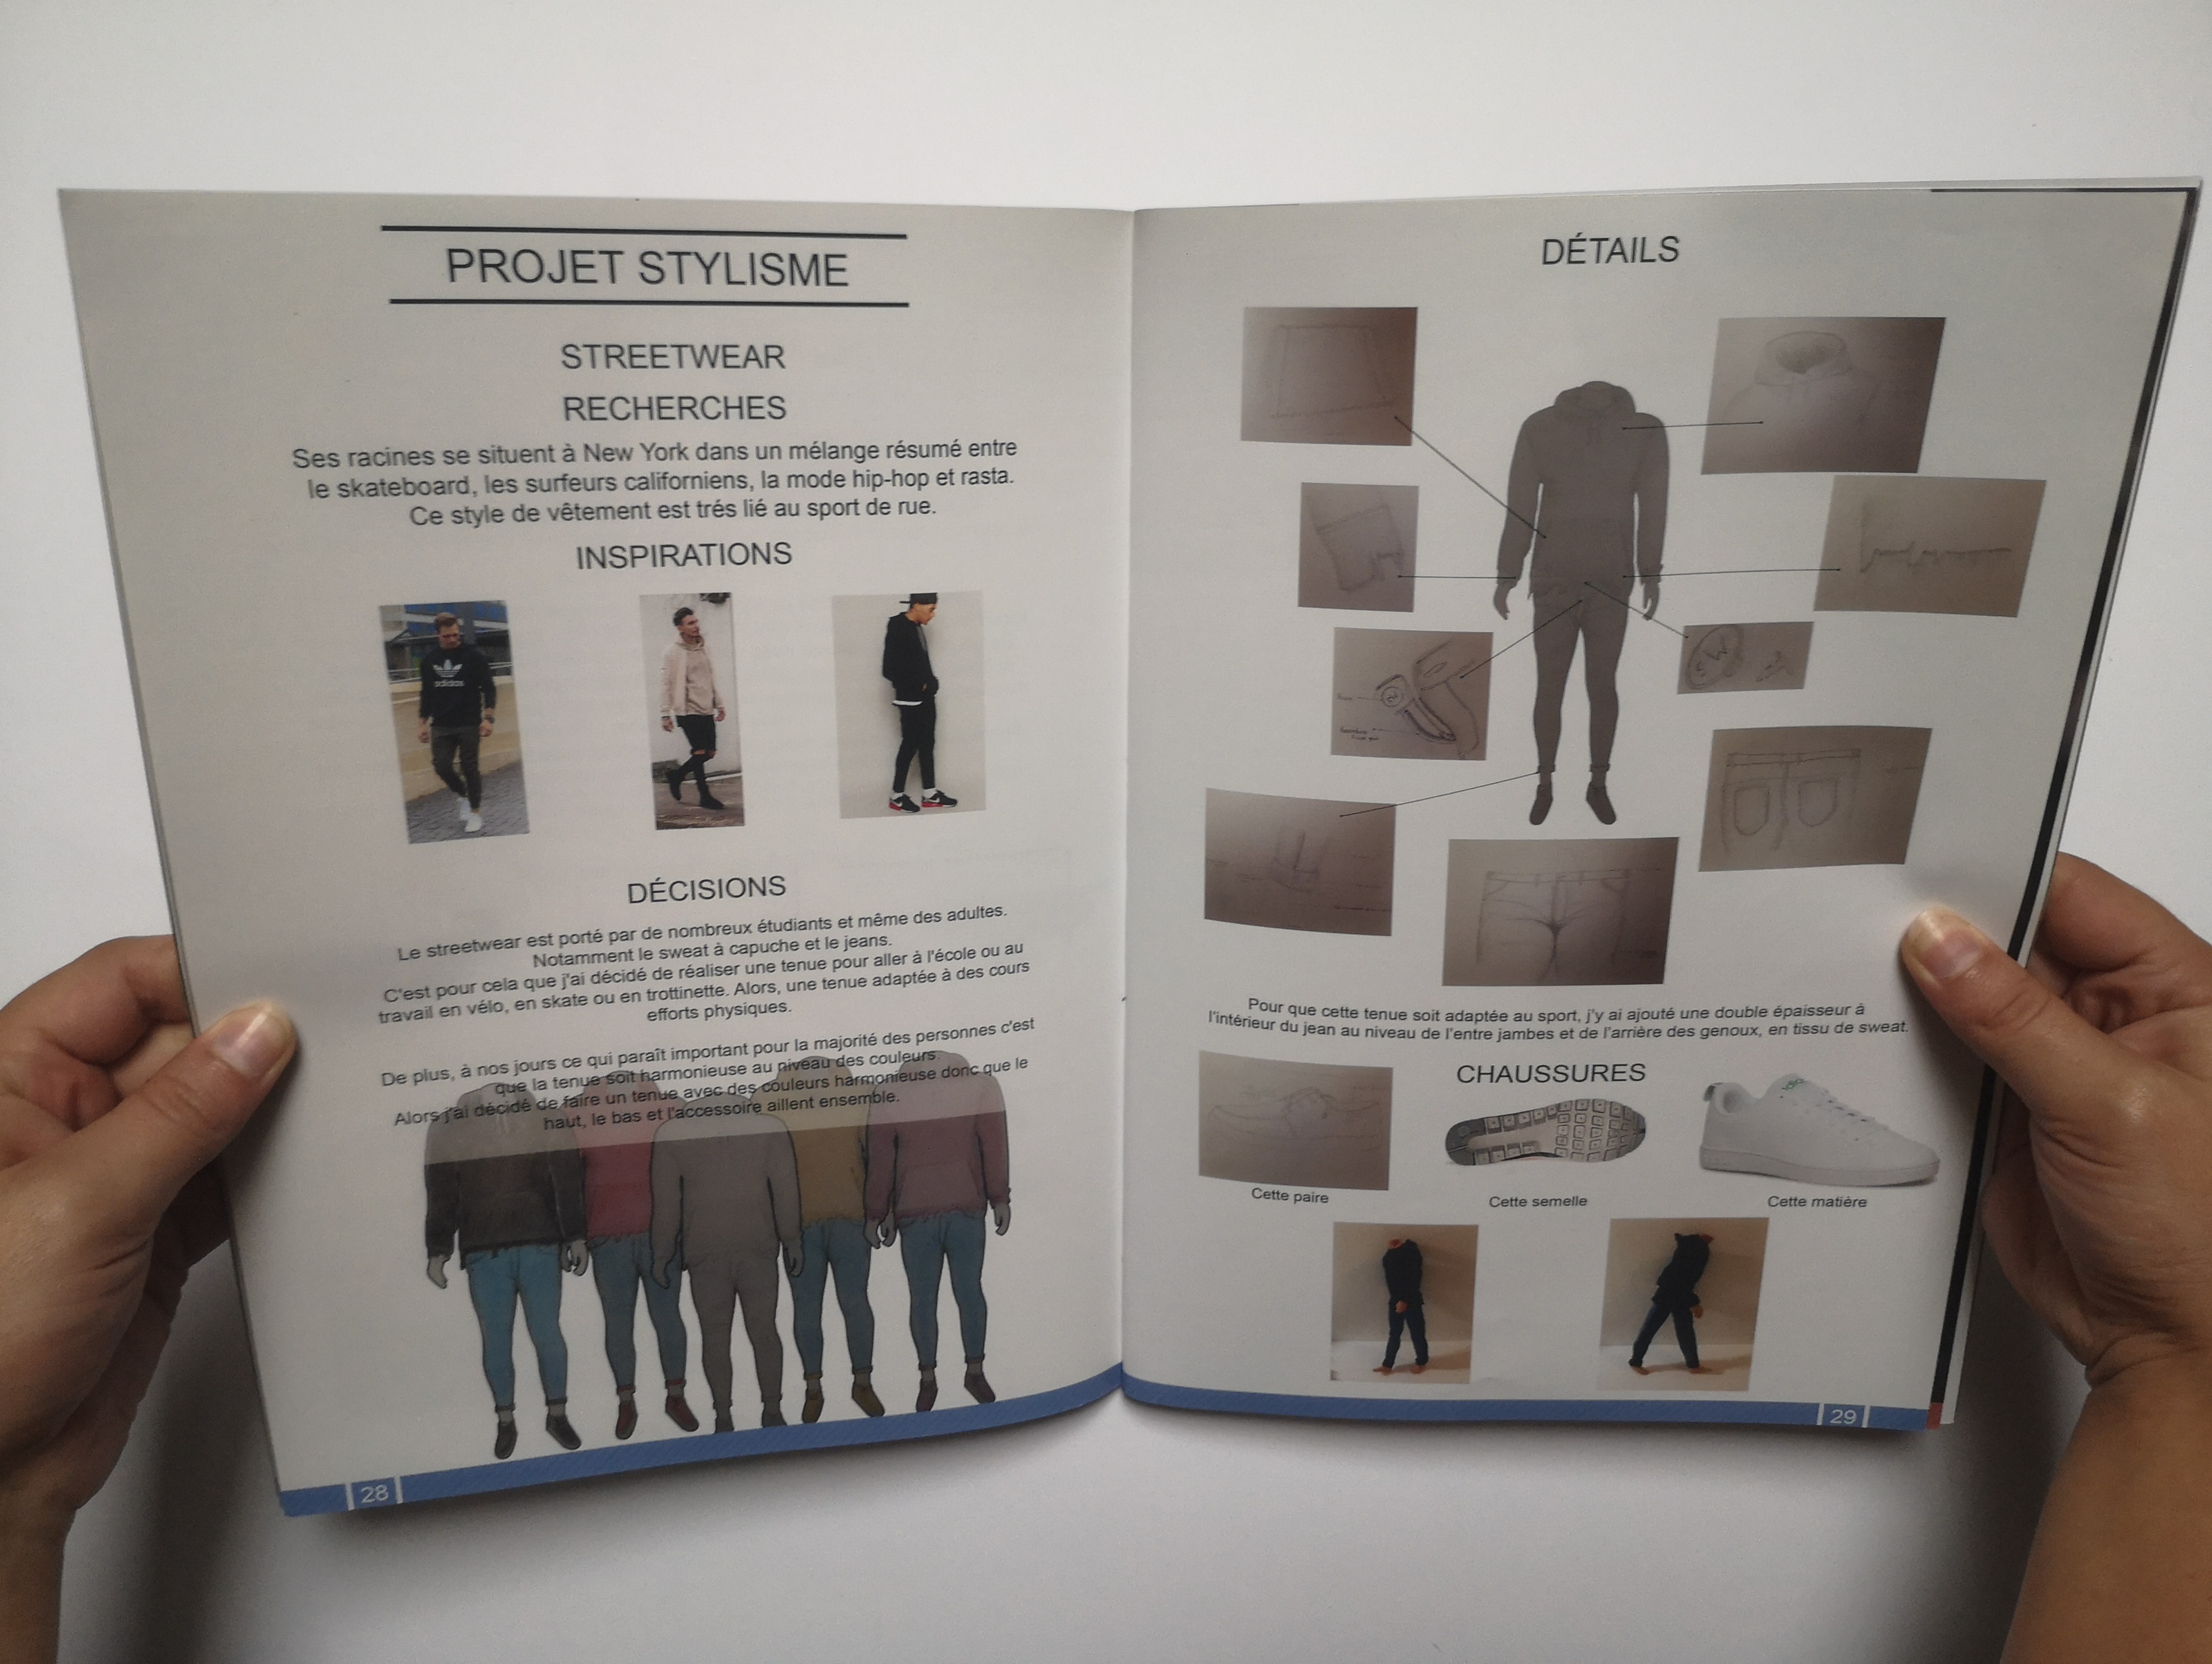 PROJET STYLISME
STREETWEAR
RECHERCHES
Ses racines se situent à New York dans un mélange résumé entre
le skateboard, les surfeurs californiens, la mode hip-hop et rasta.
Ce style de vêtement est trés lié au sport de rue.
INSPIRATIONS
adidas
DÉCISIONS
Le streetwear est porté par de nombreux étudiants et même des adultes.
Notamment le sweat à capuche et le jeans.
C'est pour cela que j'ai décidé de réaliser une tenue pour aller à l'école ou au
travail en vélo, en skate ou en trottinette. Alors, une tenue adaptée à des cours
efforts physiques.
De plus, à nos jours ce qui paraît important pour la majorité des personnes c'est
que la tenue soit harmonieuse au niveau des couleurs.
Alors j'ai décidé de faire un tenue avec des couleurs harmonieuse donc que le
haut, le bas et l'accessoire aillent ensemble.
28
DÉTAILS
Pour que cette tenue soit adaptée au sport, j'y ai ajouté une double épaisseur à
l'intérieur du jean au niveau de l'entre jambes et de l'arrière des genoux, en tissu de sweat.
CHAUSSURES
Cette paire
Cette semelle
Cette matière
29